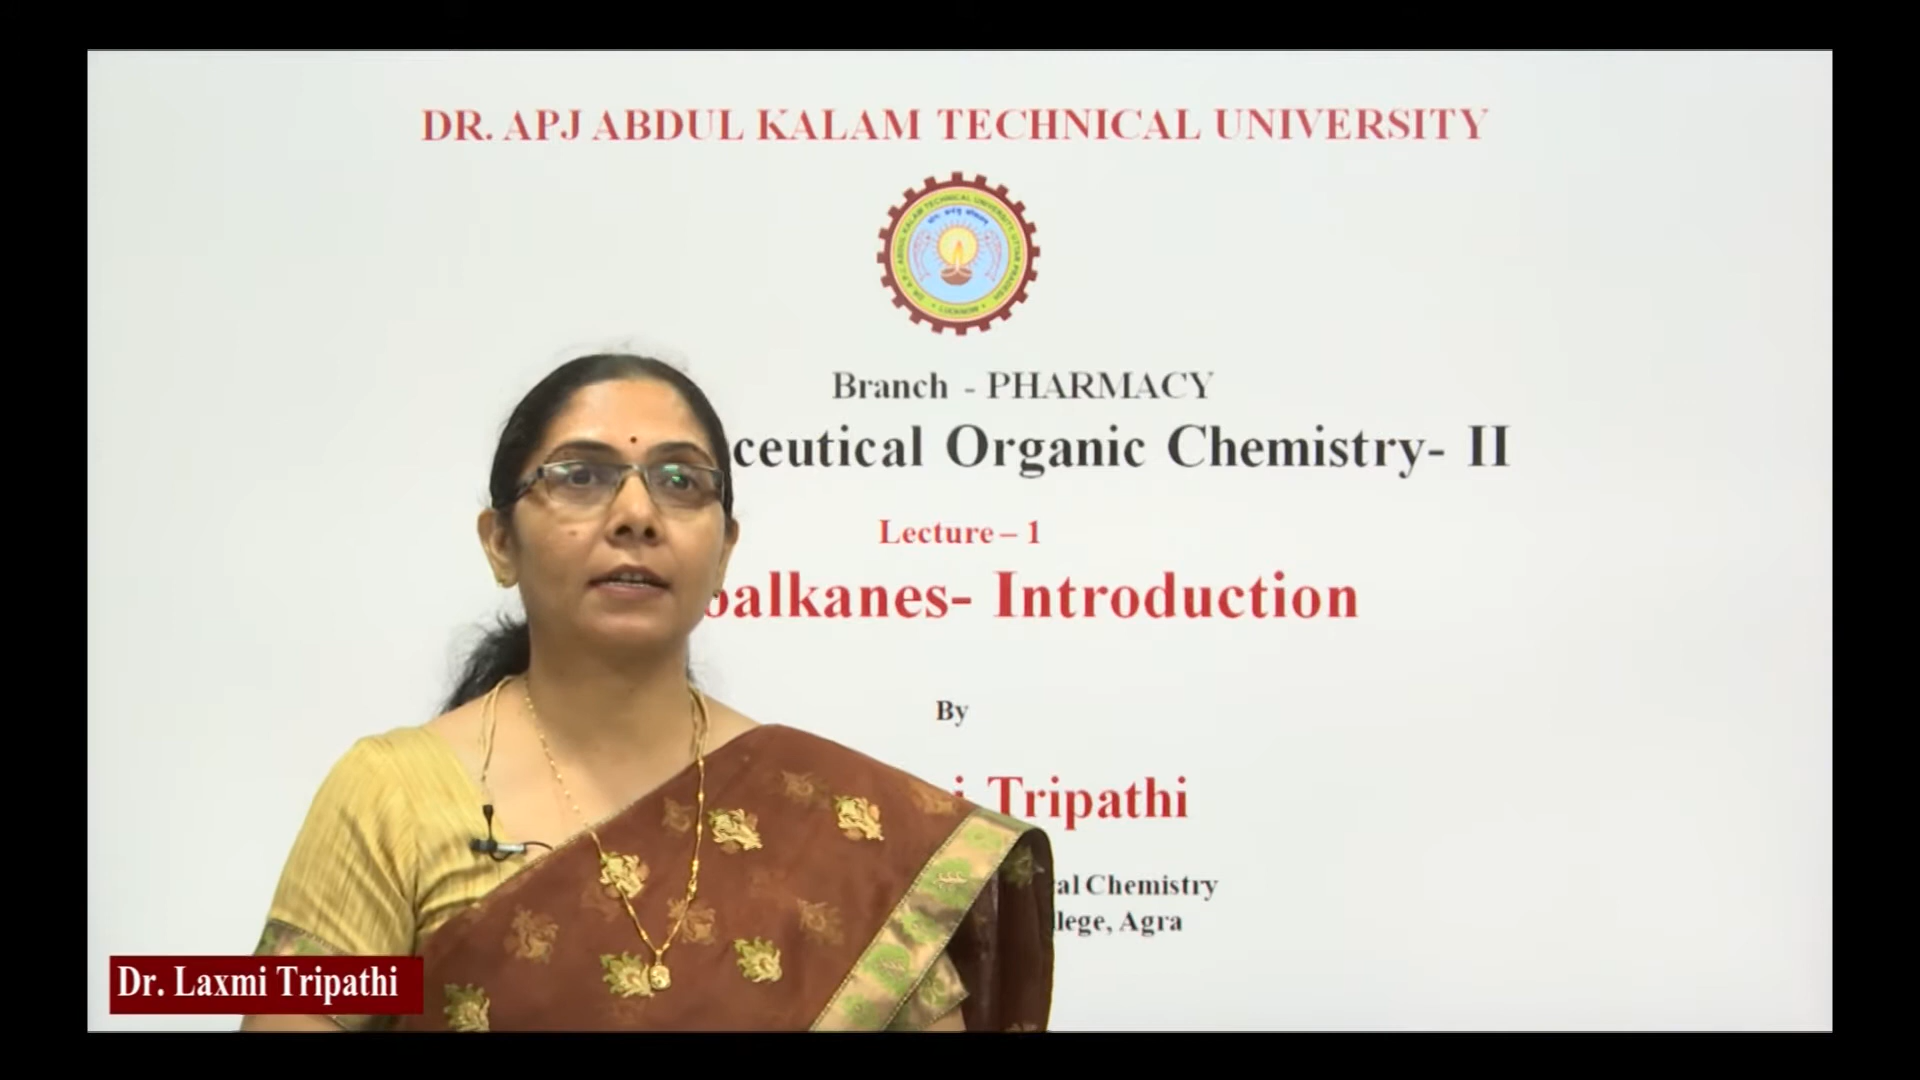 DR. APJ ABDUL KALAM TECHNICAL UNIVERSITY
Branch - PHARMACY
ceutical Organic Chemistry- II
Lecture – 1
oalkanes- Introduction
By
i Tripathi
al Chemistry
lege, Agra
Dr. Laxmi Tripathi